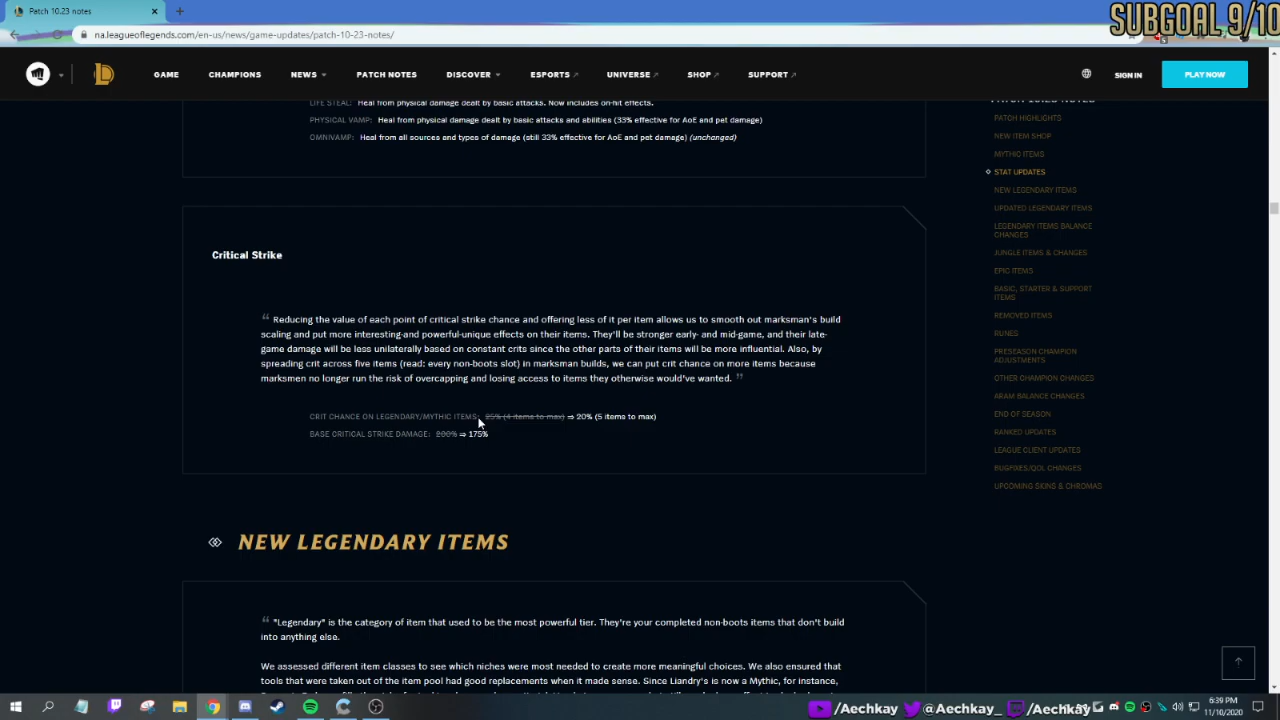 Patch 10.23 notes
SUBGOAL 9/10
na.leagueoflegends.com/en-us/news/game-updates/patch-10-23-notes/
GAME
CHAMPIONS
NEWS
PATCH NOTES
DISCOVER
ESPORTS
UNIVERSE
SHOP
SUPPORT
SIGN IN
PLAY NOW
LIFE STEAL: Heal from physical damage dealt by basic attacks. Now includes on-hit effects.
PHYSICAL VAMP: Heal from physical damage dealt by basic attacks and abilities (33% effective for AoE and pet damage)
OMNIVAMP: Heal from all sources and types of damage (still 33% effective for AoE and pet damage) (unchanged)
Critical Strike
“ Reducing the value of each point of critical strike chance and offering less of it per item allows us to smooth out marksman's build
scaling and put more interesting-and powerful-unique effects on their items. They'll be stronger early- and mid-game, and their late-
game damage will be less unilaterally based on constant crits since the other parts of their items will be more influential. Also, by
spreading crit across five items (read: every non-boots slot) in marksman builds, we can put crit chance on more items because
marksmen no longer run the risk of overcapping and losing access to items they otherwise would've wanted. ”
CRIT CHANCE ON LEGENDARY/MYTHIC ITEMS: 25% (4 items to max) ⇒ 20% (5 items to max)
BASE CRITICAL STRIKE DAMAGE: 200% ⇒ 175%
NEW LEGENDARY ITEMS
“ "Legendary" is the category of item that used to be the most powerful tier. They're your completed non-boots items that don't build
into anything else.
We assessed different item classes to see which niches were most needed to create more meaningful choices. We also ensured that
tools that were taken out of the item pool had good replacements when it made sense. Since Liandry's is now a Mythic, for instance,
PATCH 10.23 NOTES
PATCH HIGHLIGHTS
NEW ITEM SHOP
MYTHIC ITEMS
STAT UPDATES
NEW LEGENDARY ITEMS
UPDATED LEGENDARY ITEMS
LEGENDARY ITEMS BALANCE
CHANGES
JUNGLE ITEMS & CHANGES
EPIC ITEMS
BASIC, STARTER & SUPPORT
ITEMS
REMOVED ITEMS
RUNES
PRESEASON CHAMPION
ADJUSTMENTS
OTHER CHAMPION CHANGES
ARAM BALANCE CHANGES
END OF SEASON
RANKED UPDATES
LEAGUE CLIENT UPDATES
BUGFIXES/QOL CHANGES
UPCOMING SKINS & CHROMAS
/Aechkay
@Aechkay_
/Aechkay
6:39 PM
11/10/2020